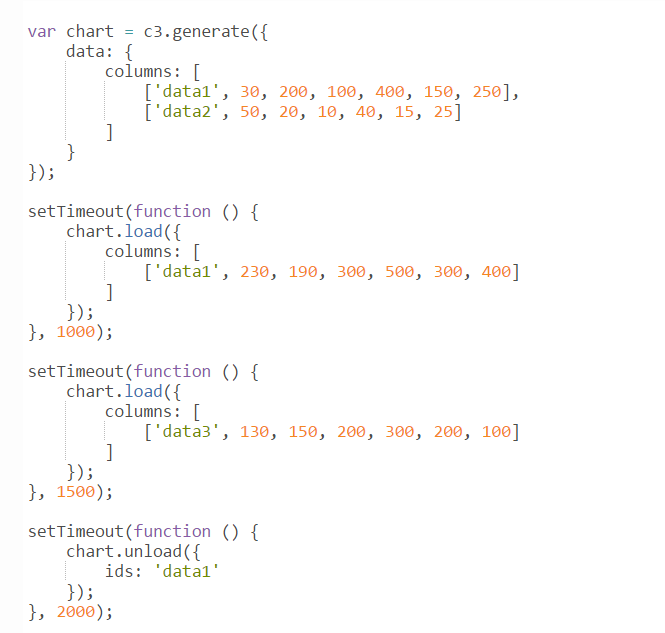 var chart = c3.generate({
    data: {
        columns: [
            ['data1', 30, 200, 100, 400, 150, 250],
            ['data2', 50, 20, 10, 40, 15, 25]
        ]
    }
});

setTimeout(function () {
    chart.load({
        columns: [
            ['data1', 230, 190, 300, 500, 300, 400]
        ]
    });
}, 1000);

setTimeout(function () {
    chart.load({
        columns: [
            ['data3', 130, 150, 200, 300, 200, 100]
        ]
    });
}, 1500);

setTimeout(function () {
    chart.unload({
        ids: 'data1'
    });
}, 2000);